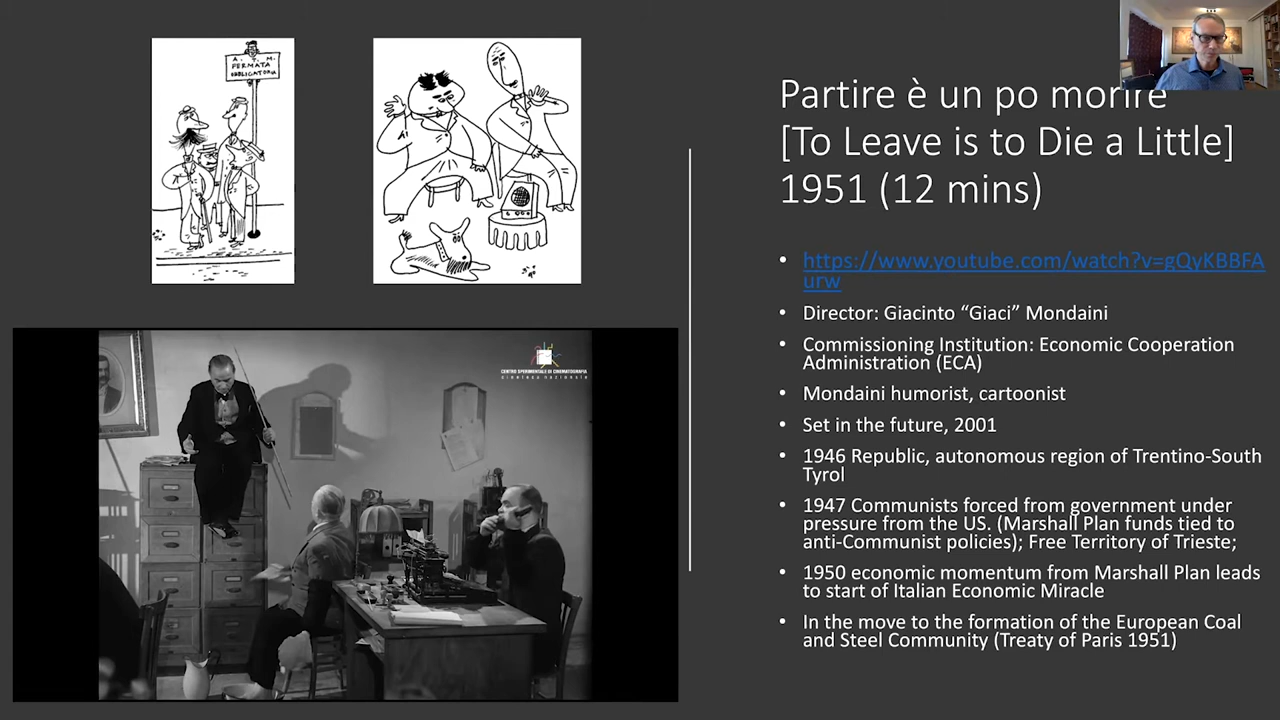 A. T. M.
FERMATA
OBBLIGATORIA
CENTRO SPERIMENTALE DI CINEMATOGRAFIA
cineteca nazionale
Partire è un po morire
[To Leave is to Die a Little]
1951 (12 mins)
• https://www.youtube.com/watch?v=gQyKBBFA
urw
• Director: Giacinto “Giaci” Mondaini
• Commissioning Institution: Economic Cooperation
Administration (ECA)
• Mondaini humorist, cartoonist
• Set in the future, 2001
• 1946 Republic, autonomous region of Trentino-South
Tyrol
• 1947 Communists forced from government under
pressure from the US. (Marshall Plan funds tied to
anti-Communist policies); Free Territory of Trieste;
• 1950 economic momentum from Marshall Plan leads
to start of Italian Economic Miracle
• In the move to the formation of the European Coal
and Steel Community (Treaty of Paris 1951)